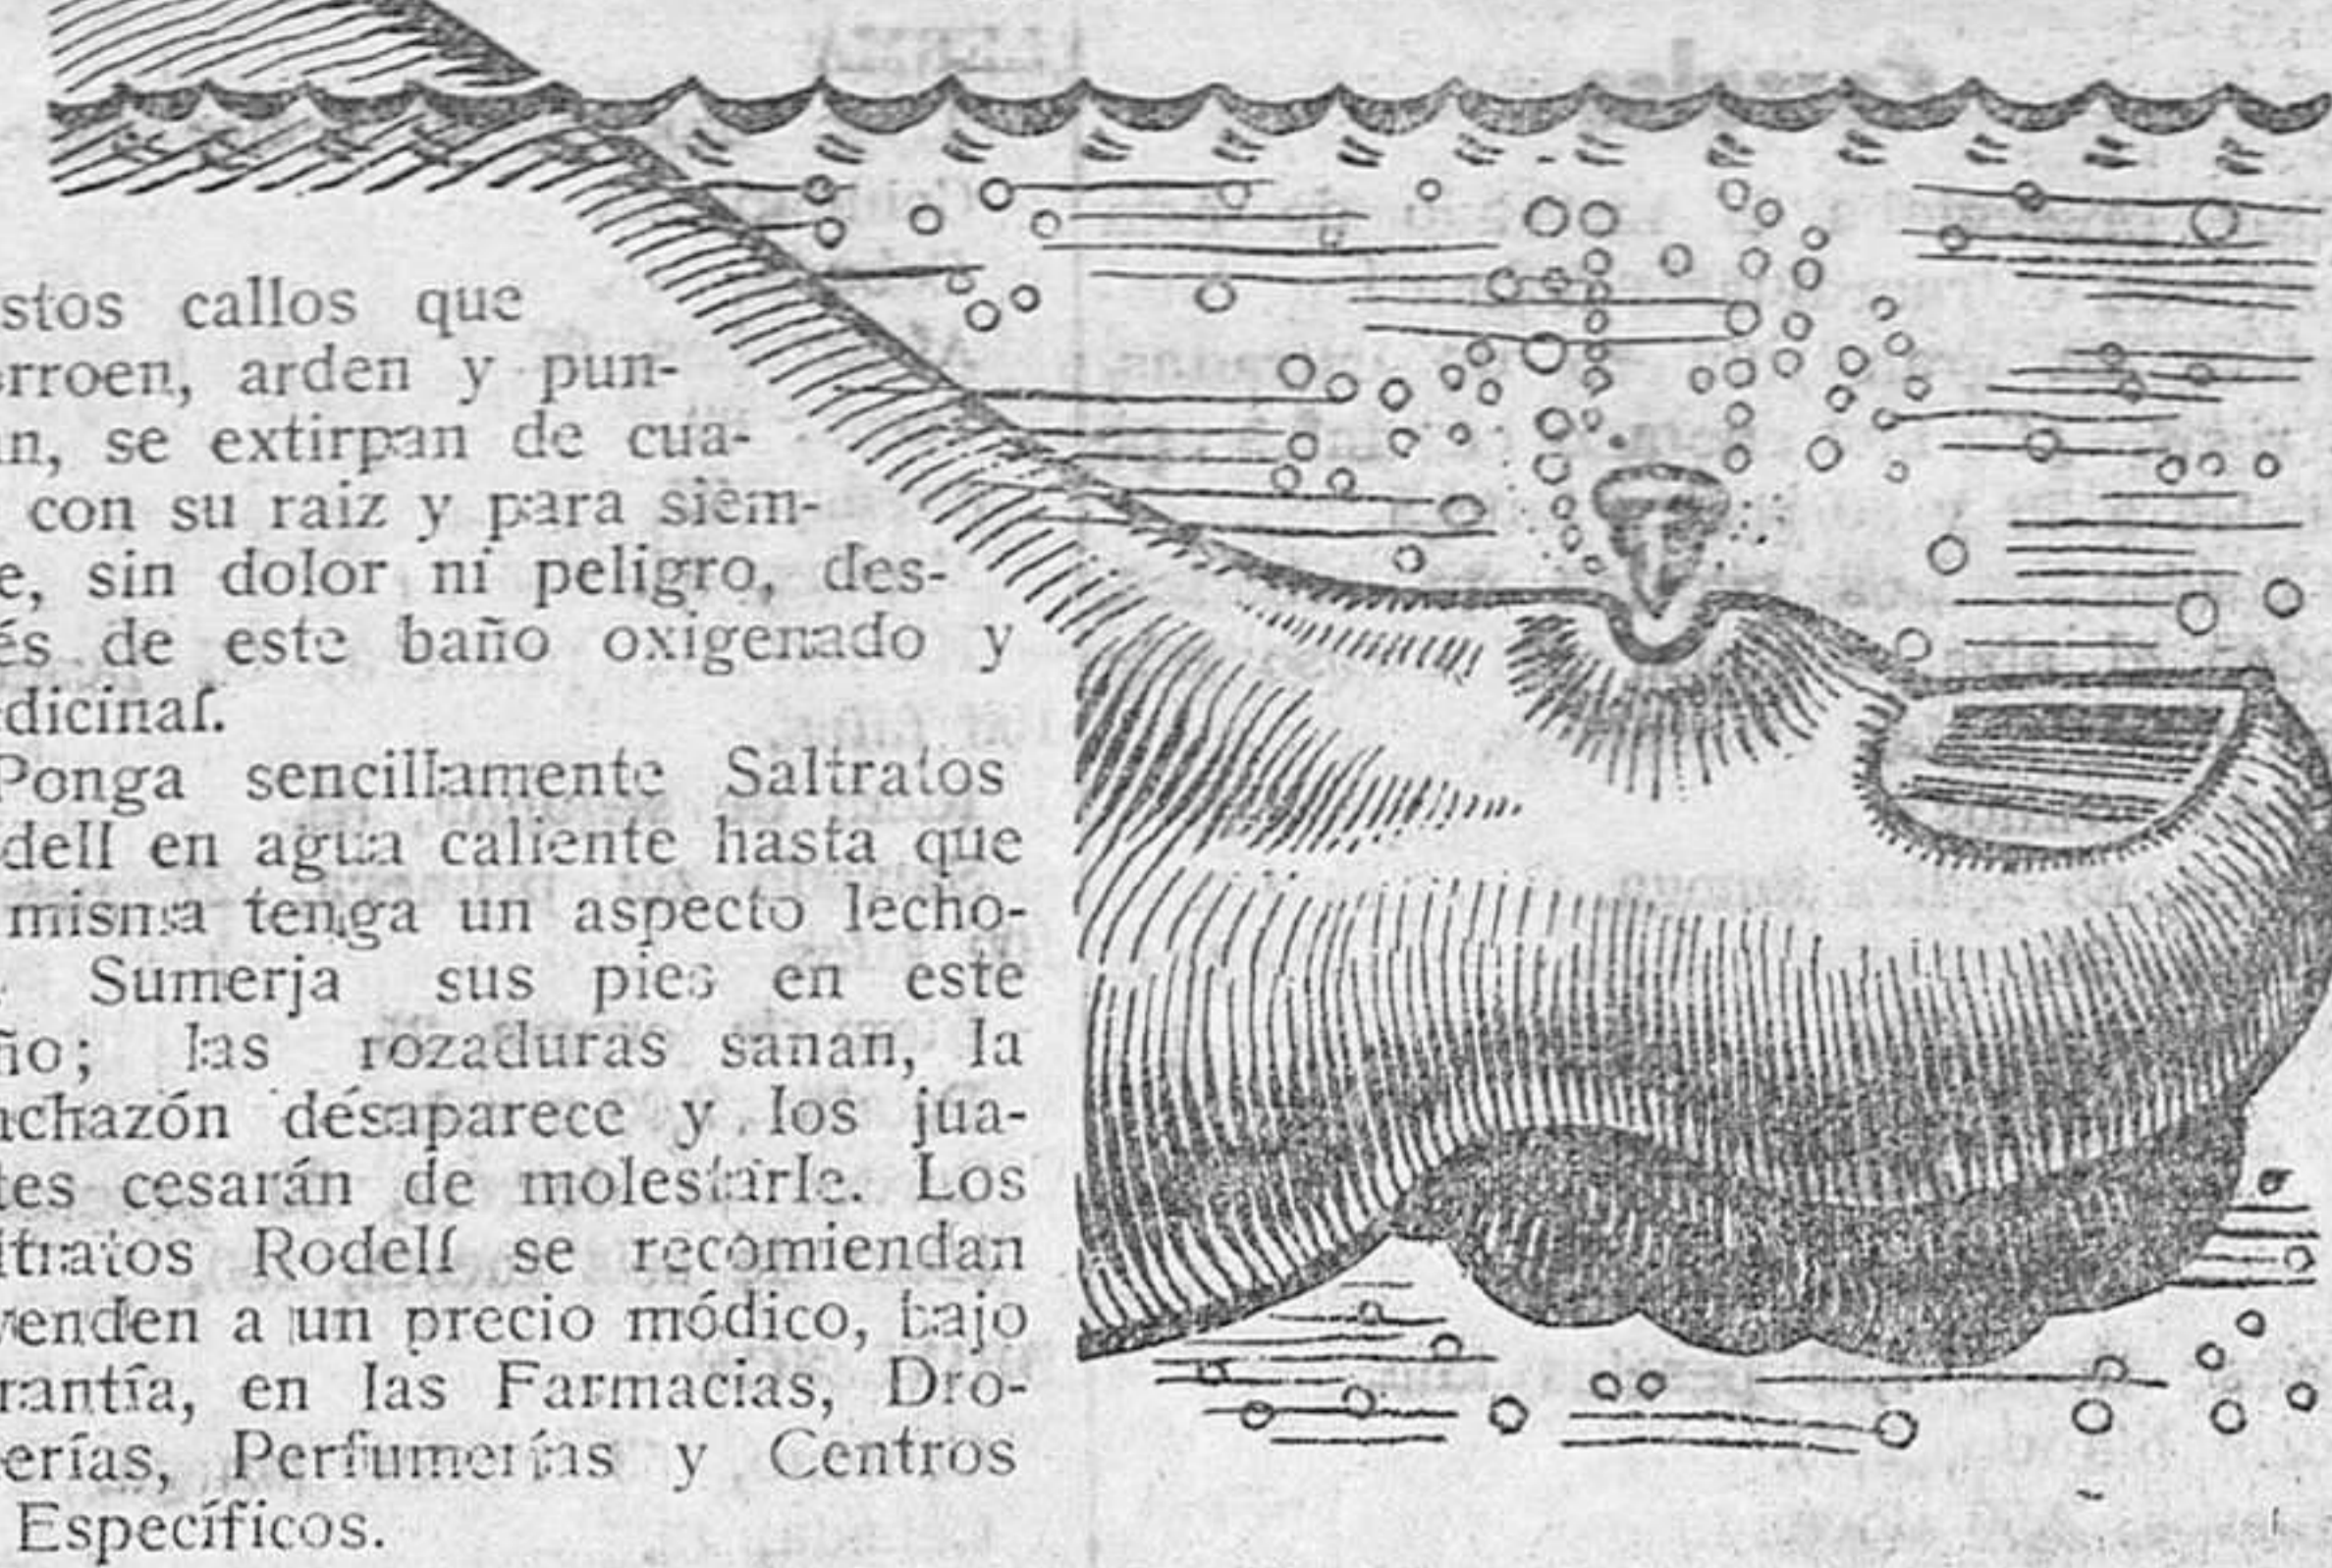 stos callos que
rroen, arden y pun-
n, se extirpan de cua-
con su raiz y para siem-
e, sin dolor ni peligro, des-
és de este baño oxigenado y
dicinal.
Ponga sencillamente Saltratos
dell en agua caliente hasta que
misma tenga un aspecto lecho-
Sumerja sus pies en este
ño; las rozaduras sanan, la
nchazón désaparece y los jua-
tes cesarán de molestarle. Los
ltratos Rodell se recomiendan
venden a un precio módico, bajo
rantía, en las Farmacias, Dro-
erías, Perfumerías y Centros
Específicos.